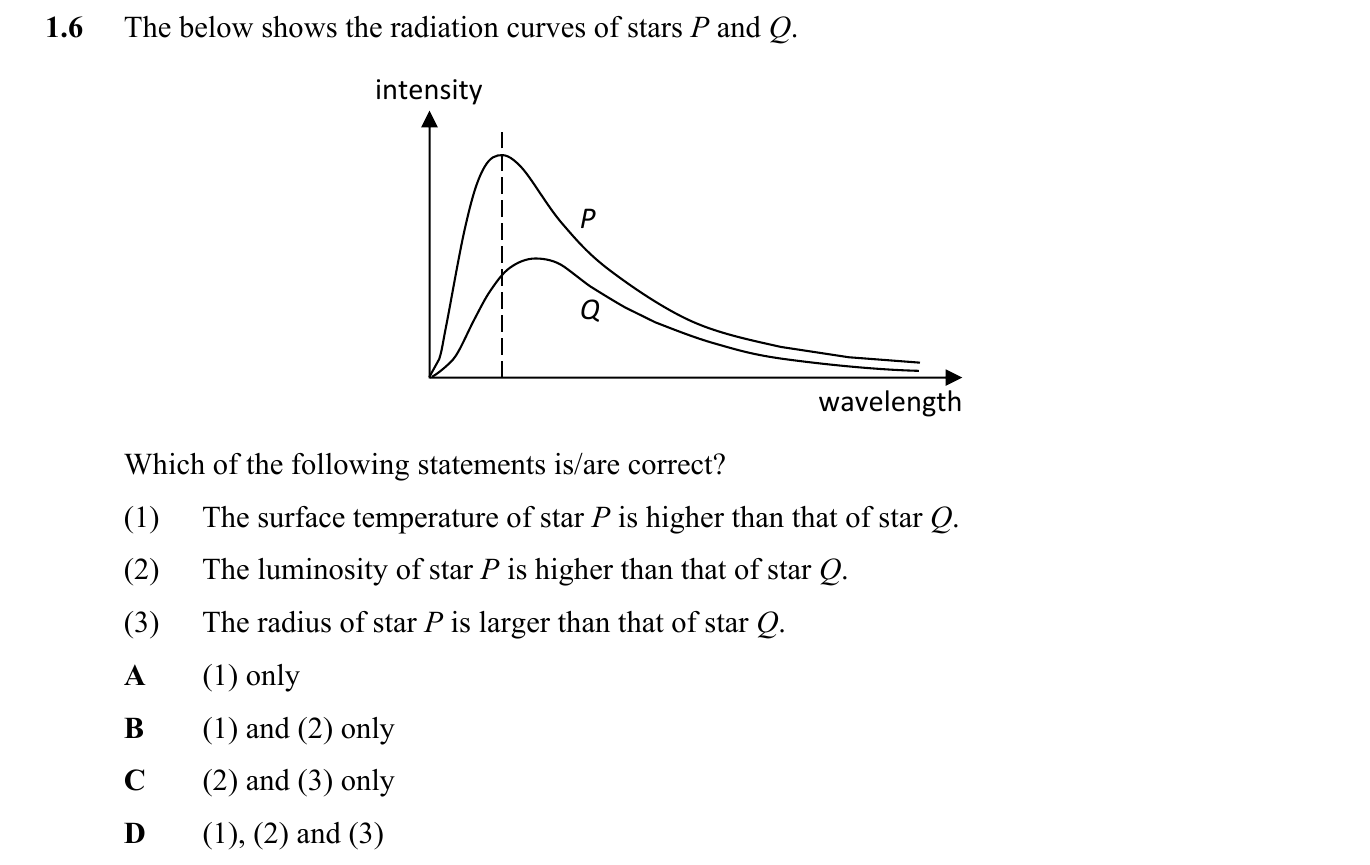 1.6 The below shows the radiation curves of stars P and Q.
intensity
P
Q
wavelength
Which of the following statements is/are correct?
(1) The surface temperature of star P is higher than that of star Q.
(2) The luminosity of star P is higher than that of star Q.
(3) The radius of star P is larger than that of star Q.
A (1) only
B (1) and (2) only
C (2) and (3) only
D (1), (2) and (3)